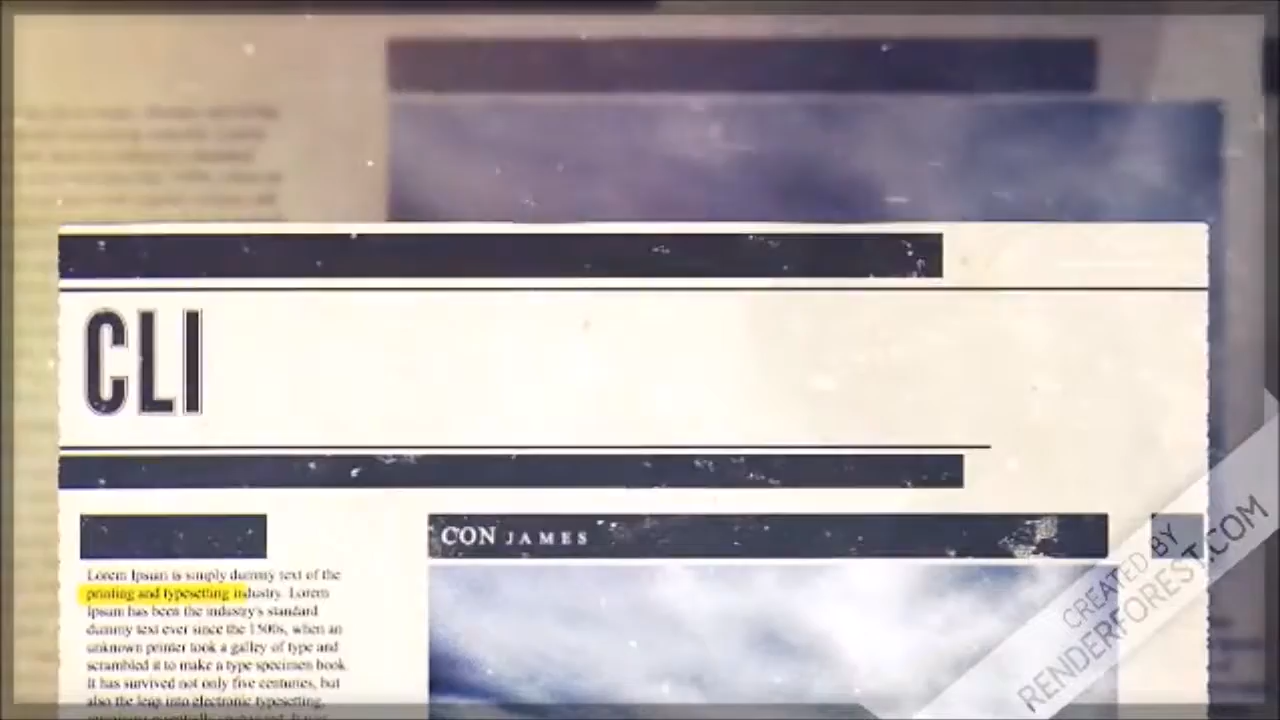 CLI
CON JAMES
Lorem Ipsum is simply dummy text of the
printing and typesetting industry. Lorem
Ipsum has been the industry's standard
dummy text ever since the 1500s, when an
unknown printer took a galley of type and
scrambled it to make a type specimen book.
It has survived not only five centuries, but
also the leap into electronic typesetting,
CREATED BY
RENDERFOREST.COM